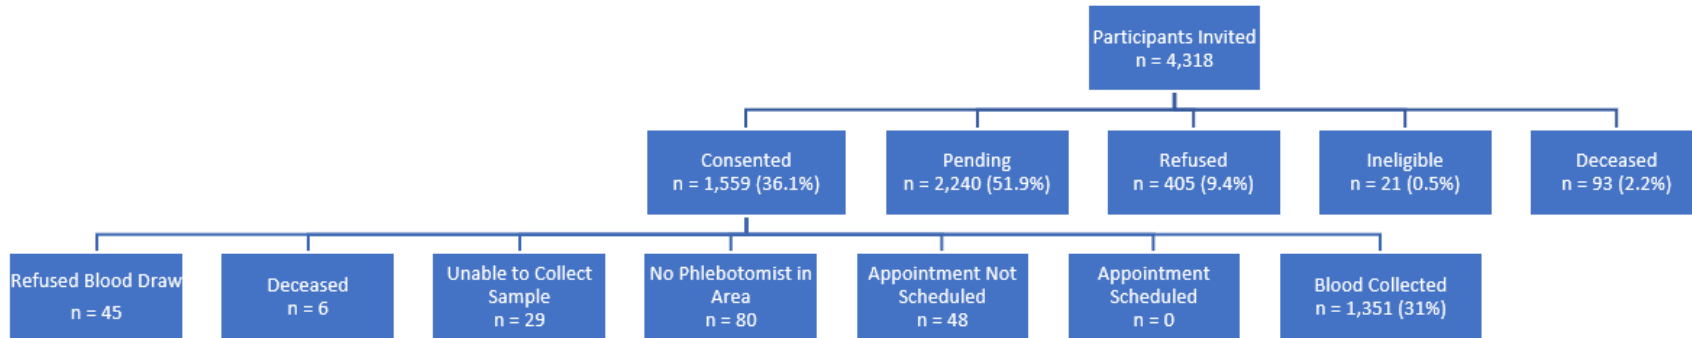 Participants Invited
n = 4,318
Consented
n = 1,559 (36.1%)
Pending
n = 2,240 (51.9%)
Refused
n = 405 (9.4%)
Ineligible
n = 21 (0.5%)
Deceased
n = 93 (2.2%)
Refused Blood Draw
n = 45
Deceased
n = 6
Unable to Collect
Sample
n = 29
No Phlebotomist in
Area
n = 80
Appointment Not
Scheduled
n = 48
Appointment
Scheduled
n = 0
Blood Collected
n = 1,351 (31%)